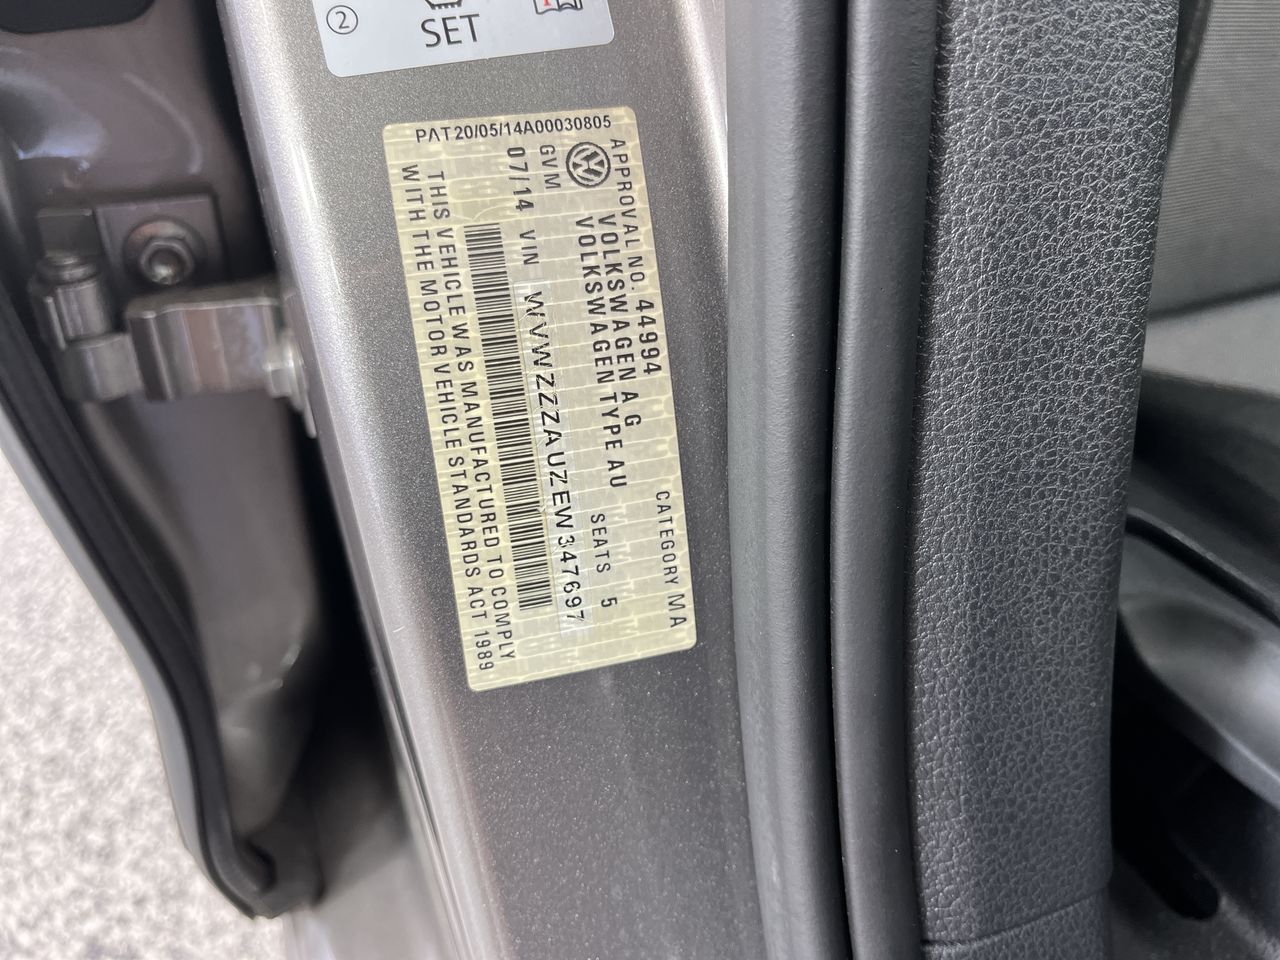 ② SET
PAT20/05/14A00030805
APPROVAL NO. 44994 CATEGORY MA
VOLKSWAGEN AG
VOLKSWAGEN TYPE AU
GVM SEATS 5
07/14 VIN WVWZZZAUZEW347697
THIS VEHICLE WAS MANUFACTURED TO COMPLY
WITH THE MOTOR VEHICLE STANDARDS ACT 1989